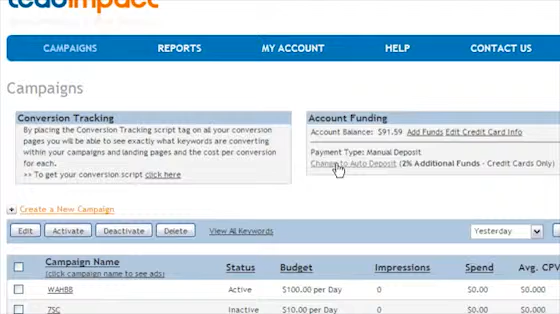 leadimpact
CAMPAIGNS REPORTS MY ACCOUNT HELP CONTACT US
Campaigns
Conversion Tracking
By placing the Conversion Tracking script tag on all your conversion
pages you will be able to see exactly what keywords are converting
within your campaigns and landing pages and the cost per conversion
for each.
>> To get your conversion script click here
Account Funding
Account Balance: $91.59 Add Funds Edit Credit Card Info
Payment Type: Manual Deposit
Change to Auto Deposit (2% Additional Funds - Credit Cards Only)
Create a New Campaign
Edit Activate Deactivate Delete View All Keywords Yesterday
Campaign Name Status Budget Impressions Spend Avg. CPV
(click campaign name to see ads)
WAHBB Active $100.00 per Day 0 $0.00 $0.000
7SC Inactive $10.00 per Day 0 $0.00 $0.000